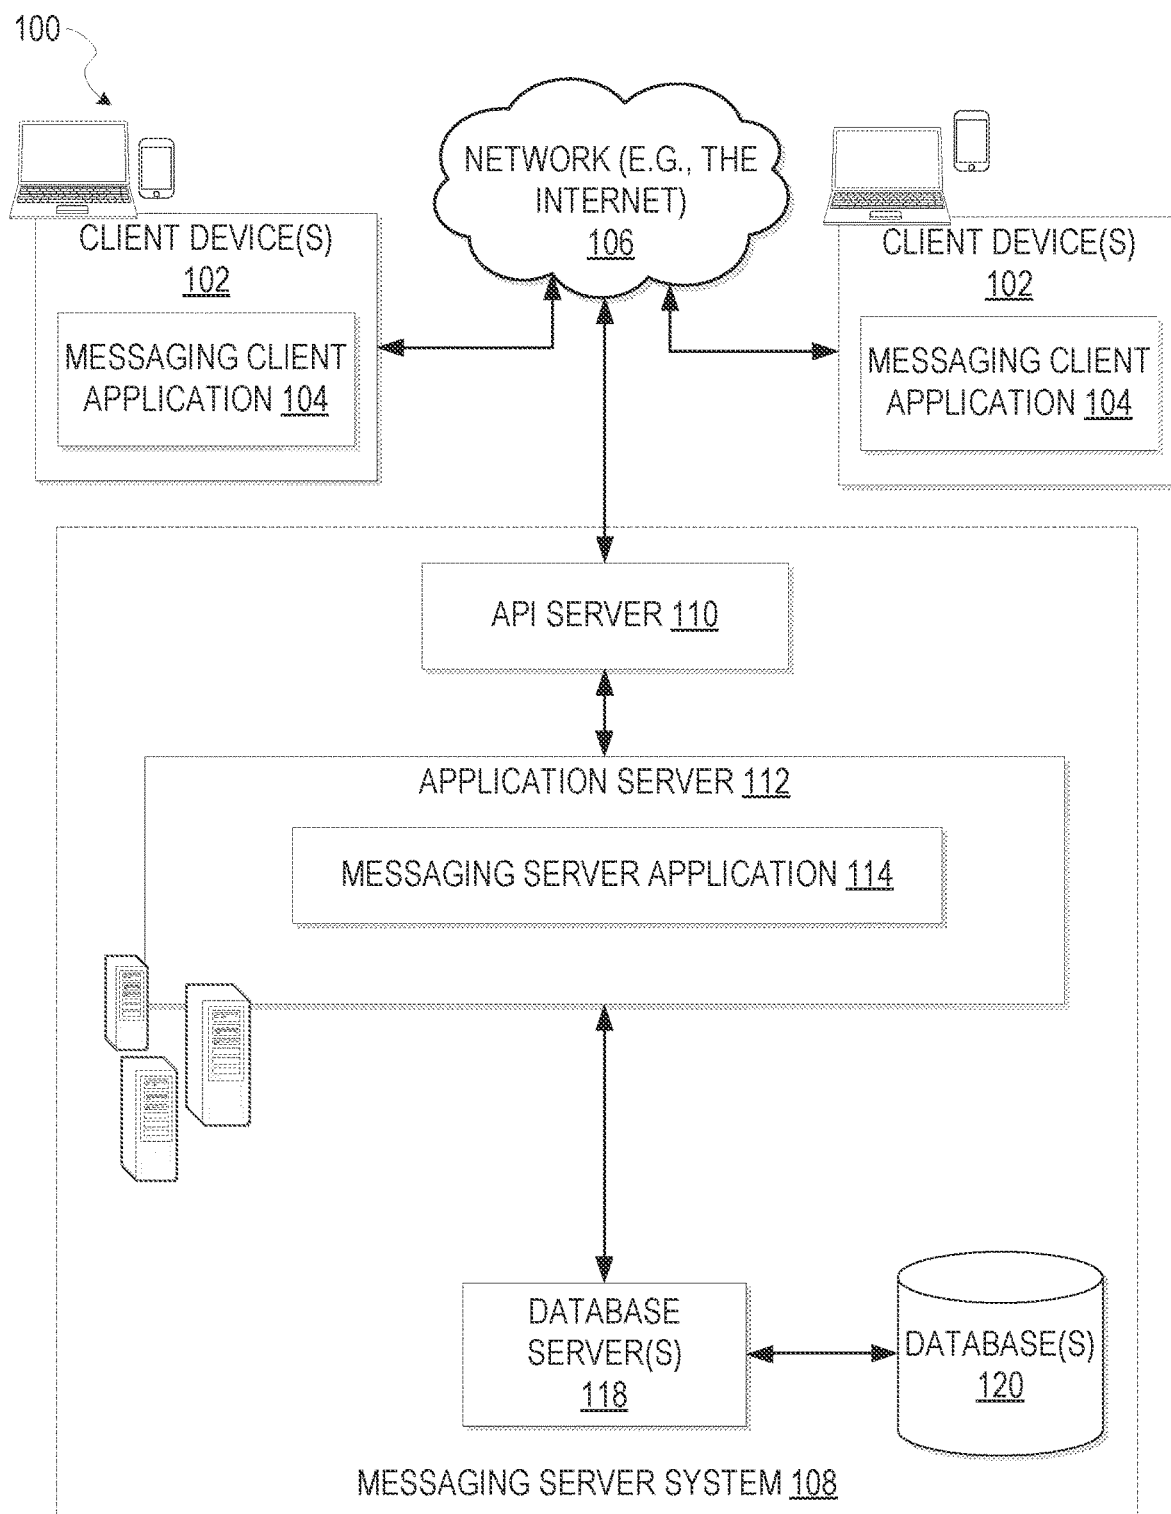 100
NETWORK (E.G., THE
INTERNET)
106
CLIENT DEVICE(S)
102
MESSAGING CLIENT
APPLICATION 104
CLIENT DEVICE(S)
102
MESSAGING CLIENT
APPLICATION 104
API SERVER 110
APPLICATION SERVER 112
MESSAGING SERVER APPLICATION 114
DATABASE
SERVER(S)
118
DATABASE(S)
120
MESSAGING SERVER SYSTEM 108